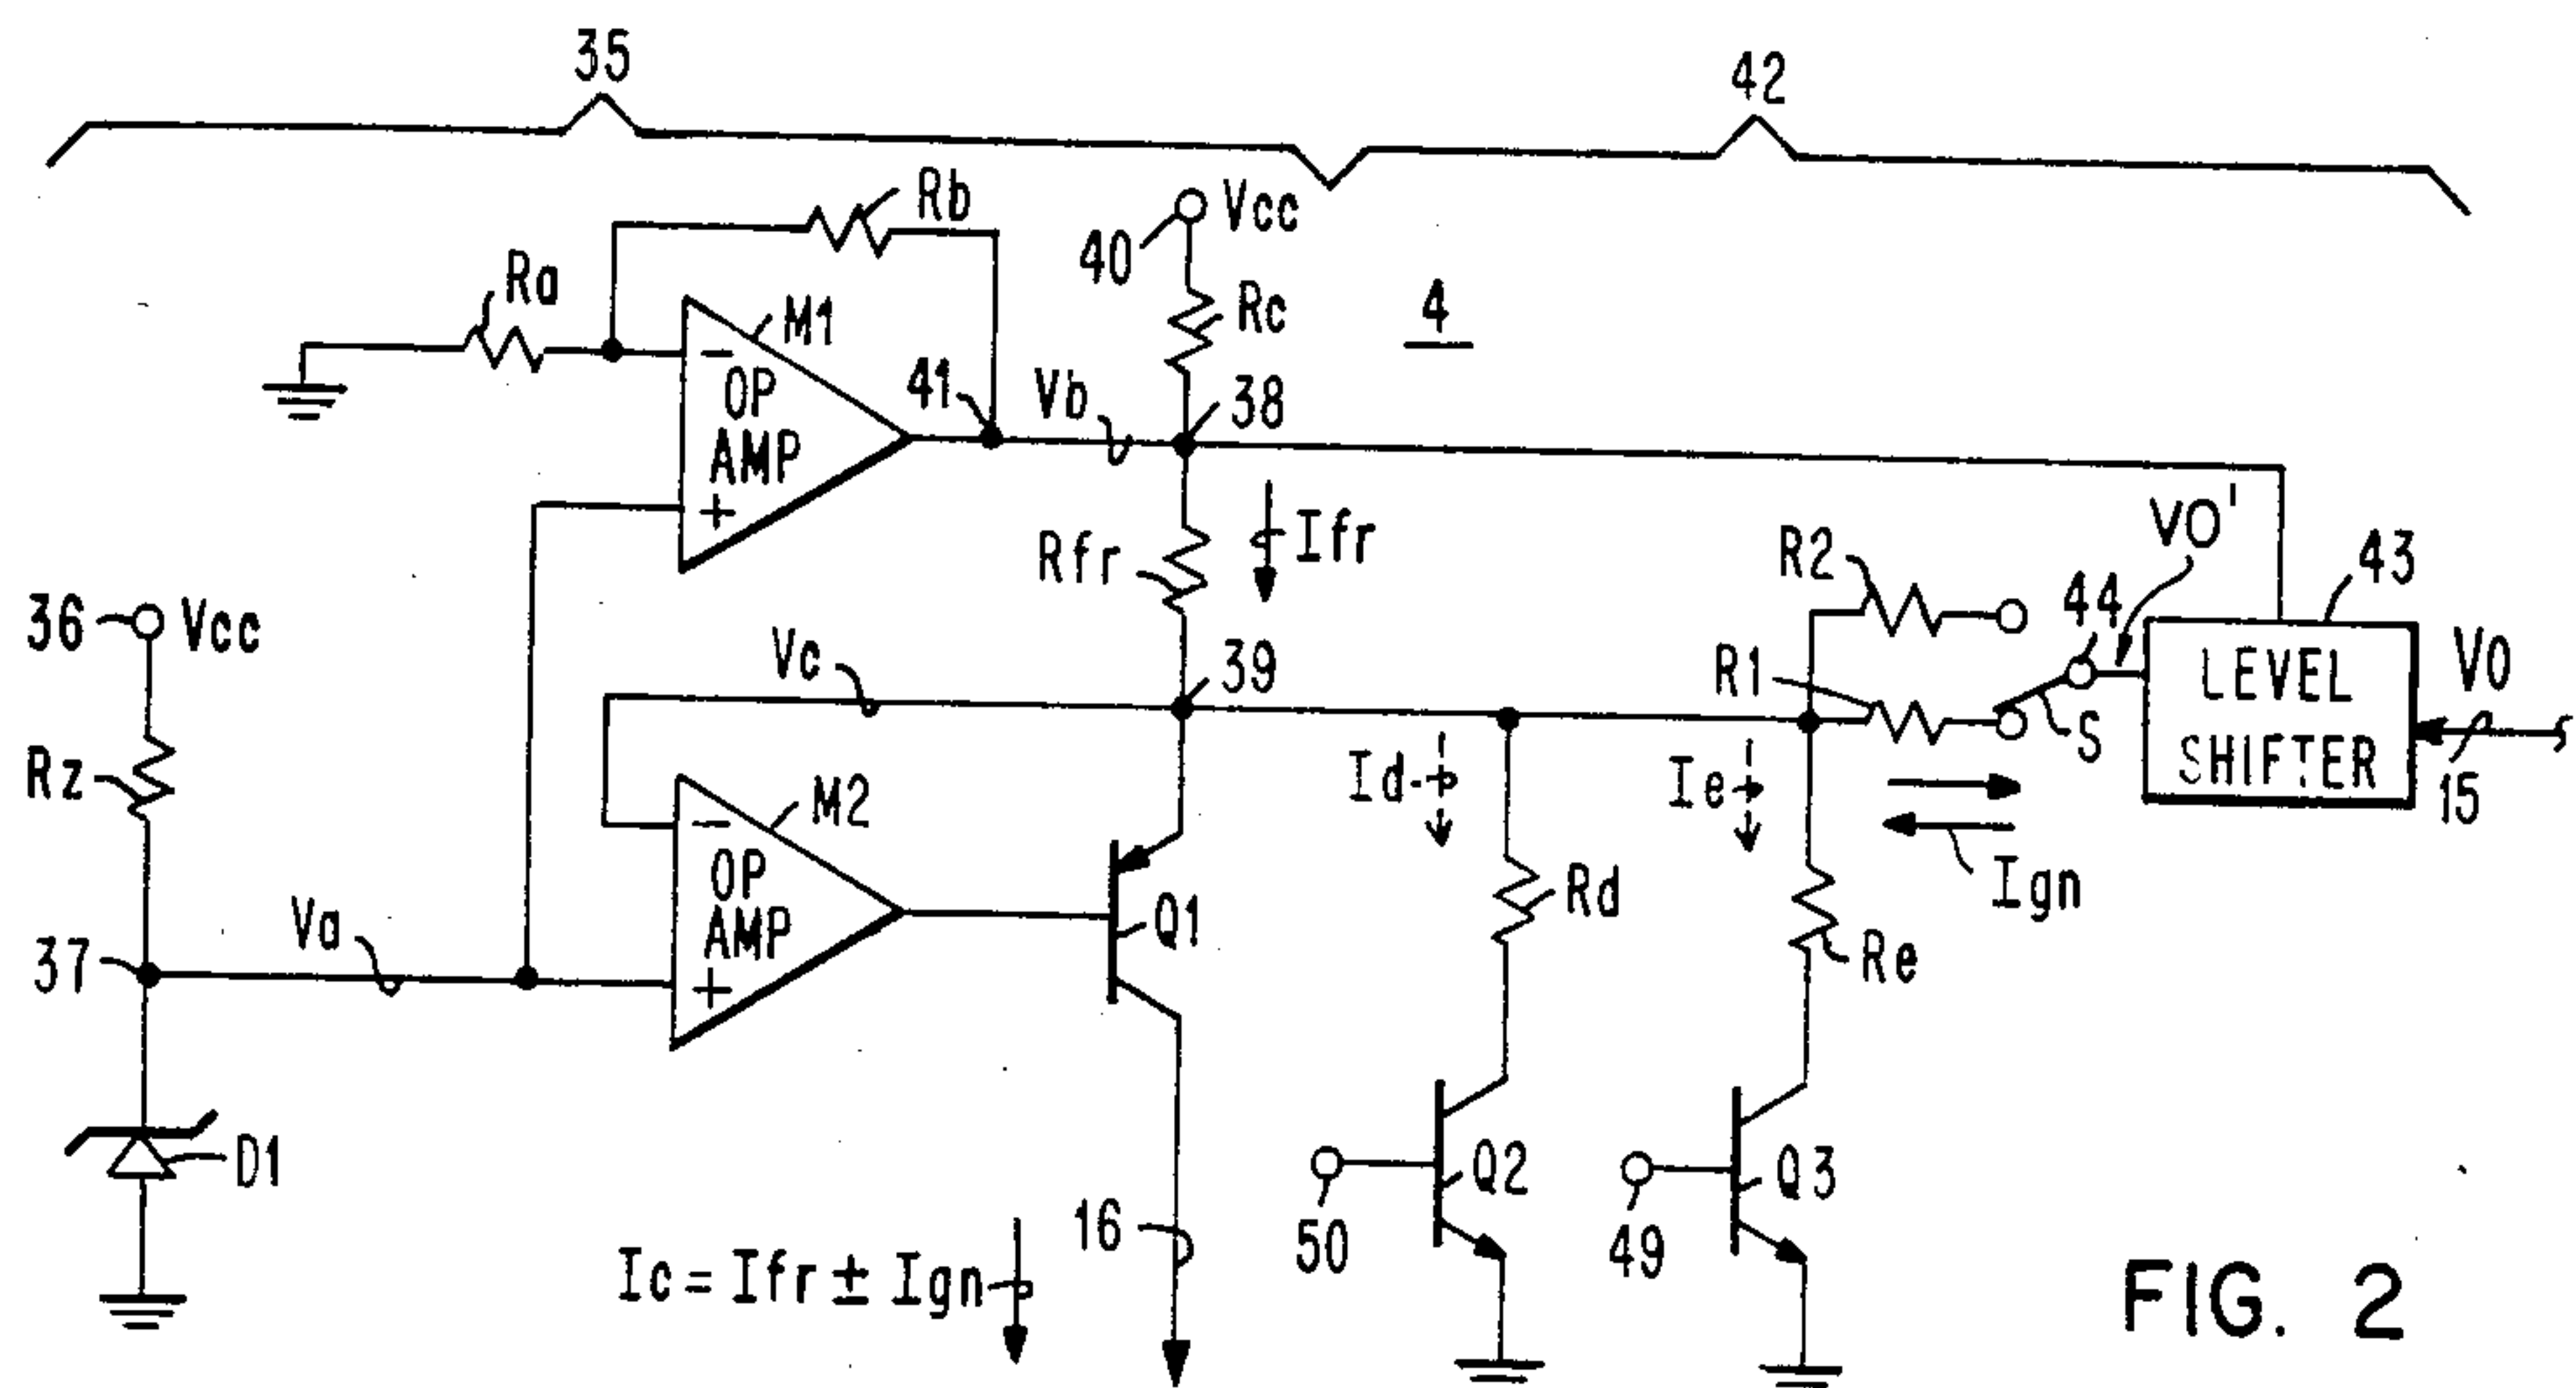 35
42
Rb
Vcc
40
Ra
Rc
4
M1
-
OP
AMP
+
41
Vb
38
Rfr
Ifr
R2
VO'
43
44
36
Vcc
Vc
39
R1
S
LEVEL
SHIFTER
VO
15
Rz
M2
-
OP
AMP
+
Id
Ie
Ign
Va
37
Q1
Rd
Re
D1
Q2
Q3
50
49
16
Ic = Ifr ± Ign
FIG. 2